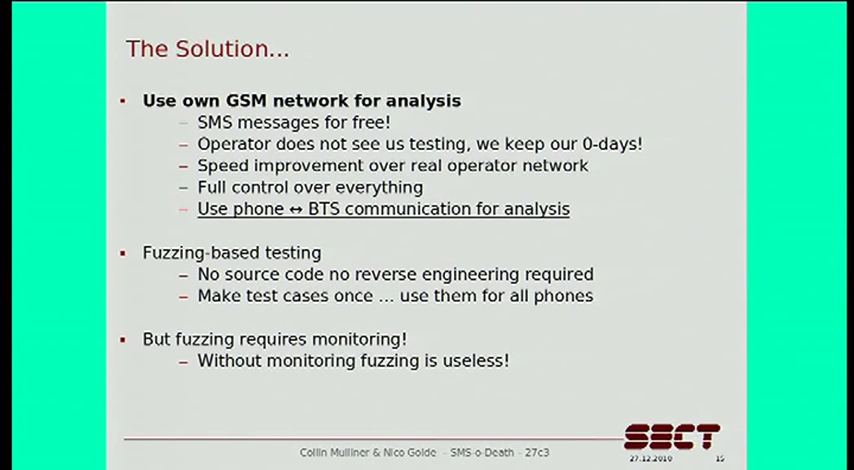 The Solution...
Use own GSM network for analysis
– SMS messages for free!
– Operator does not see us testing, we keep our 0-days!
– Speed improvement over real operator network
– Full control over everything
– Use phone ↔ BTS communication for analysis
Fuzzing-based testing
– No source code no reverse engineering required
– Make test cases once ... use them for all phones
But fuzzing requires monitoring!
– Without monitoring fuzzing is useless!
SECT
Collin Mulliner & Nico Golde - SMS-o-Death - 27c3
27.12.2010 15